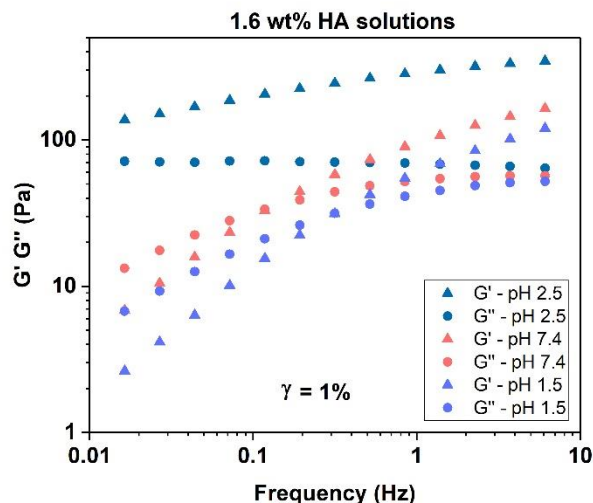 1.6 wt% HA solutions
G' G'' (Pa)
100
10
1
G' - pH 2.5
G'' - pH 2.5
G' - pH 7.4
G'' - pH 7.4
G' - pH 1.5
G'' - pH 1.5
γ = 1%
0.01
0.1
1
10
Frequency (Hz)